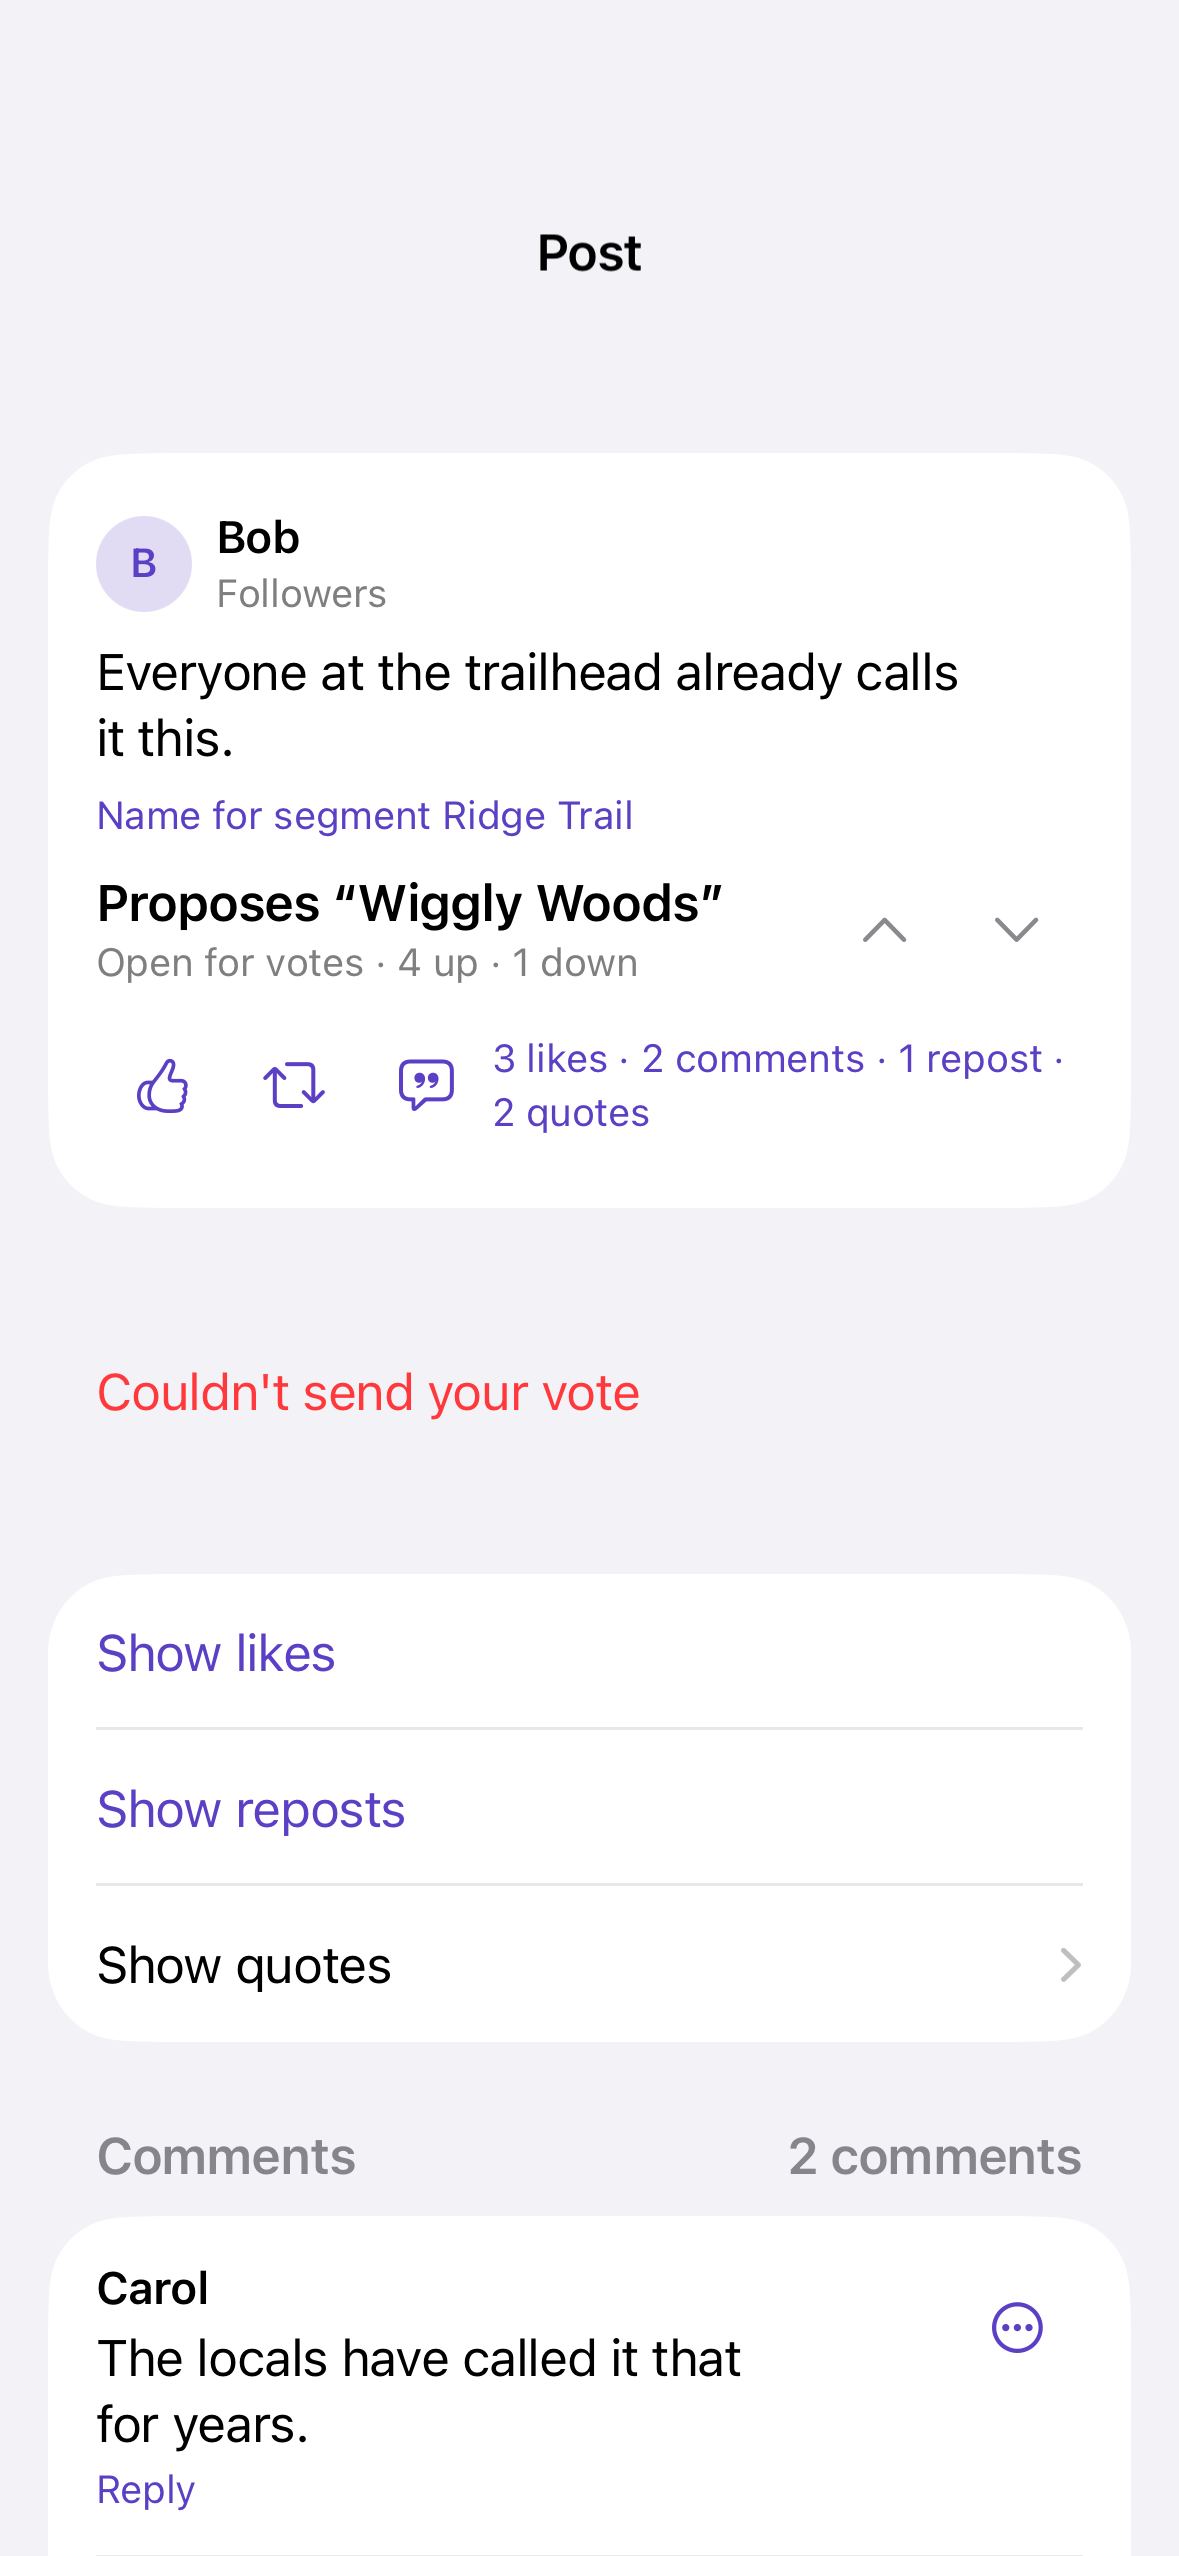 Post
B
Bob
Followers
Everyone at the trailhead already calls
it this.
Name for segment Ridge Trail
Proposes “Wiggly Woods”
Open for votes · 4 up · 1 down
3 likes · 2 comments · 1 repost ·
2 quotes
Couldn't send your vote
Show likes
Show reposts
Show quotes
Comments
2 comments
Carol
The locals have called it that
for years.
Reply